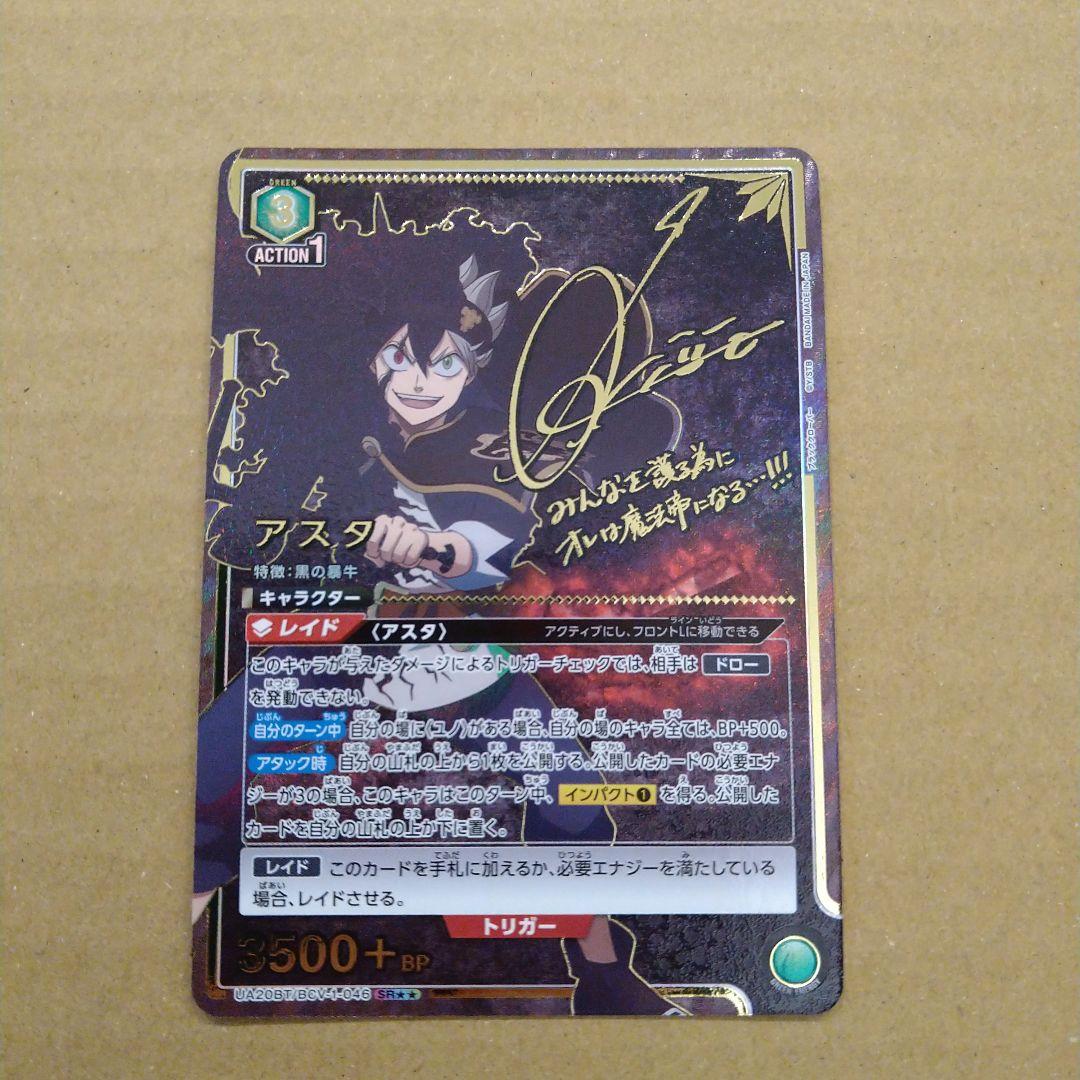 GREEN
3
ACTION1
みんなを護る為に
オレは魔法帝になる…!!!
ブラッククローバー ©Y/STB BANDAI MADE IN JAPAN
アスタ
特徴:黒の暴牛
キャラクター
レイド 〈アスタ〉 アクティブにし、フロントLに移動できる
このキャラが与えたダメージによるトリガーチェックでは、相手は ドロー
を発動できない。
自分のターン中 自分の場に〈ユノ〉がある場合、自分の場のキャラ全ては、BP+500。
アタック時 自分の山札の上から1枚を公開する。公開したカードの必要エナ
ジーが3の場合、このキャラはこのターン中、 インパクト❶ を得る。公開した
カードを自分の山札の上か下に置く。
レイド このカードを手札に加えるか、必要エナジーを満たしている
場合、レイドさせる。
トリガー
3500+BP
UA20BT/BCV-1-046 SR★★